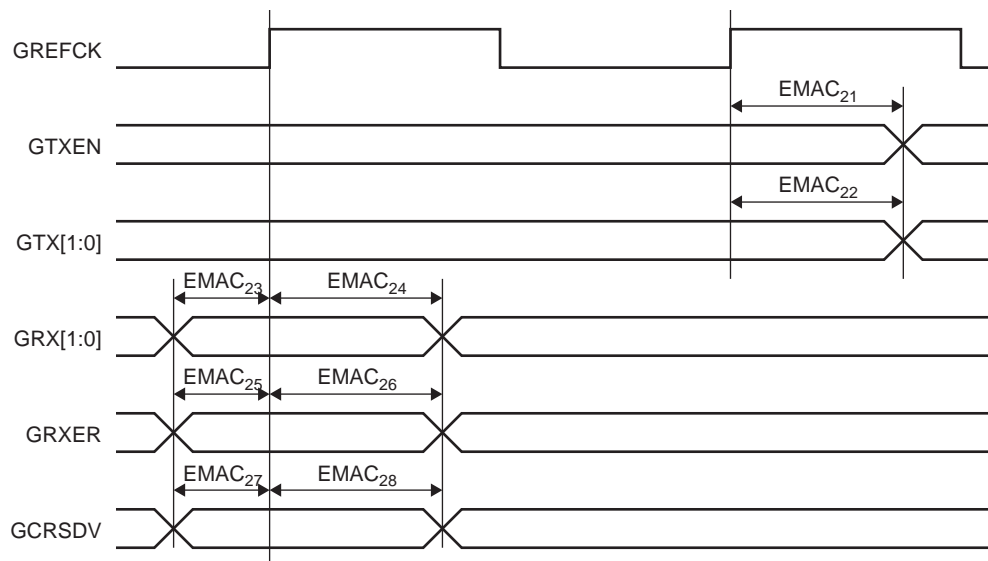 GREFCK
EMAC21
GTXEN
EMAC22
GTX[1:0]
EMAC23 EMAC24
GRX[1:0]
EMAC25 EMAC26
GRXER
EMAC27 EMAC28
GCRSDV